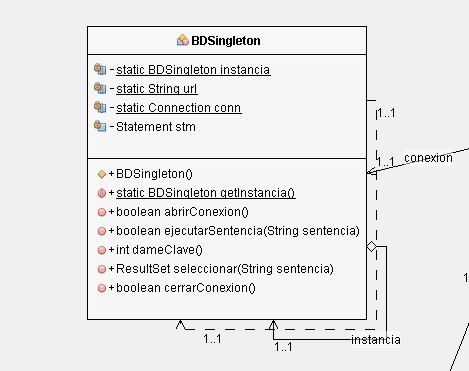 BDSingleton
- static BDSingleton instancia
- static String url
- static Connection conn
- Statement stm
+ BDSingleton()
+ static BDSingleton getInstancia()
+ boolean abrirConexion()
+ boolean ejecutarSentencia(String sentencia)
+ int dameClave()
+ ResultSet seleccionar(String sentencia)
+ boolean cerrarConexion()
1..1
1..1
conexion
1..1
1..1
instancia
1